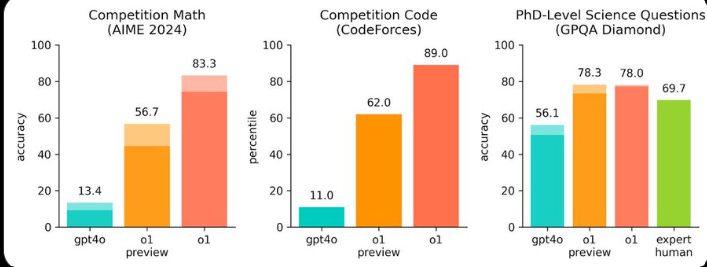 Competition Math
(AIME 2024)
accuracy
100
80
60
40
20
0
13.4
56.7
83.3
gpt4o
o1
preview
o1
Competition Code
(CodeForces)
percentile
100
80
60
40
20
0
11.0
62.0
89.0
gpt4o
o1
preview
o1
PhD-Level Science Questions
(GPQA Diamond)
accuracy
100
80
60
40
20
0
56.1
78.3
78.0
69.7
gpt4o
o1
preview
o1
expert
human